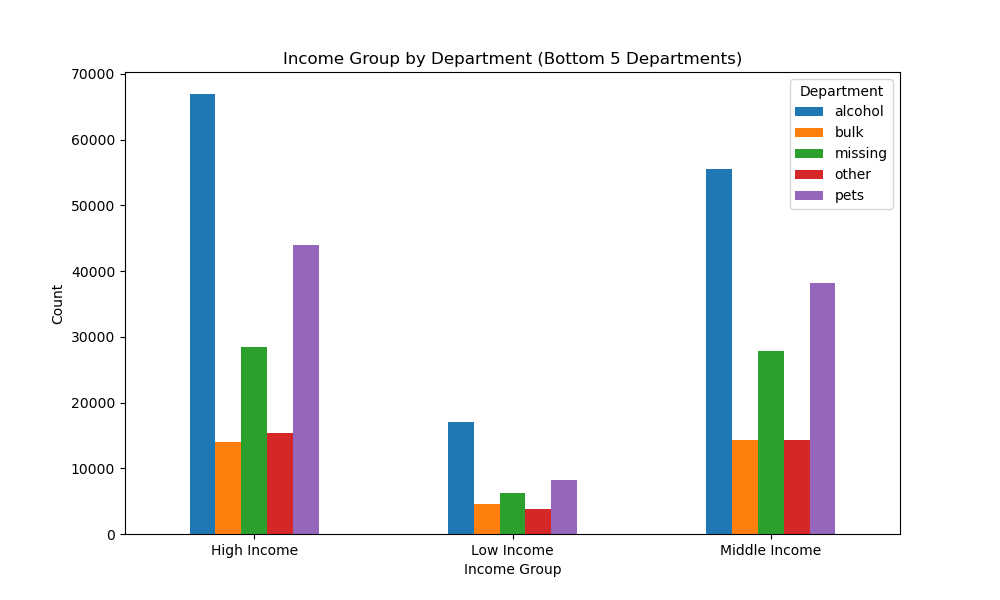 Income Group by Department (Bottom 5 Departments)
70000
60000
50000
40000
30000
20000
10000
0
Count
Department
alcohol
bulk
missing
other
pets
High Income
Low Income
Middle Income
Income Group